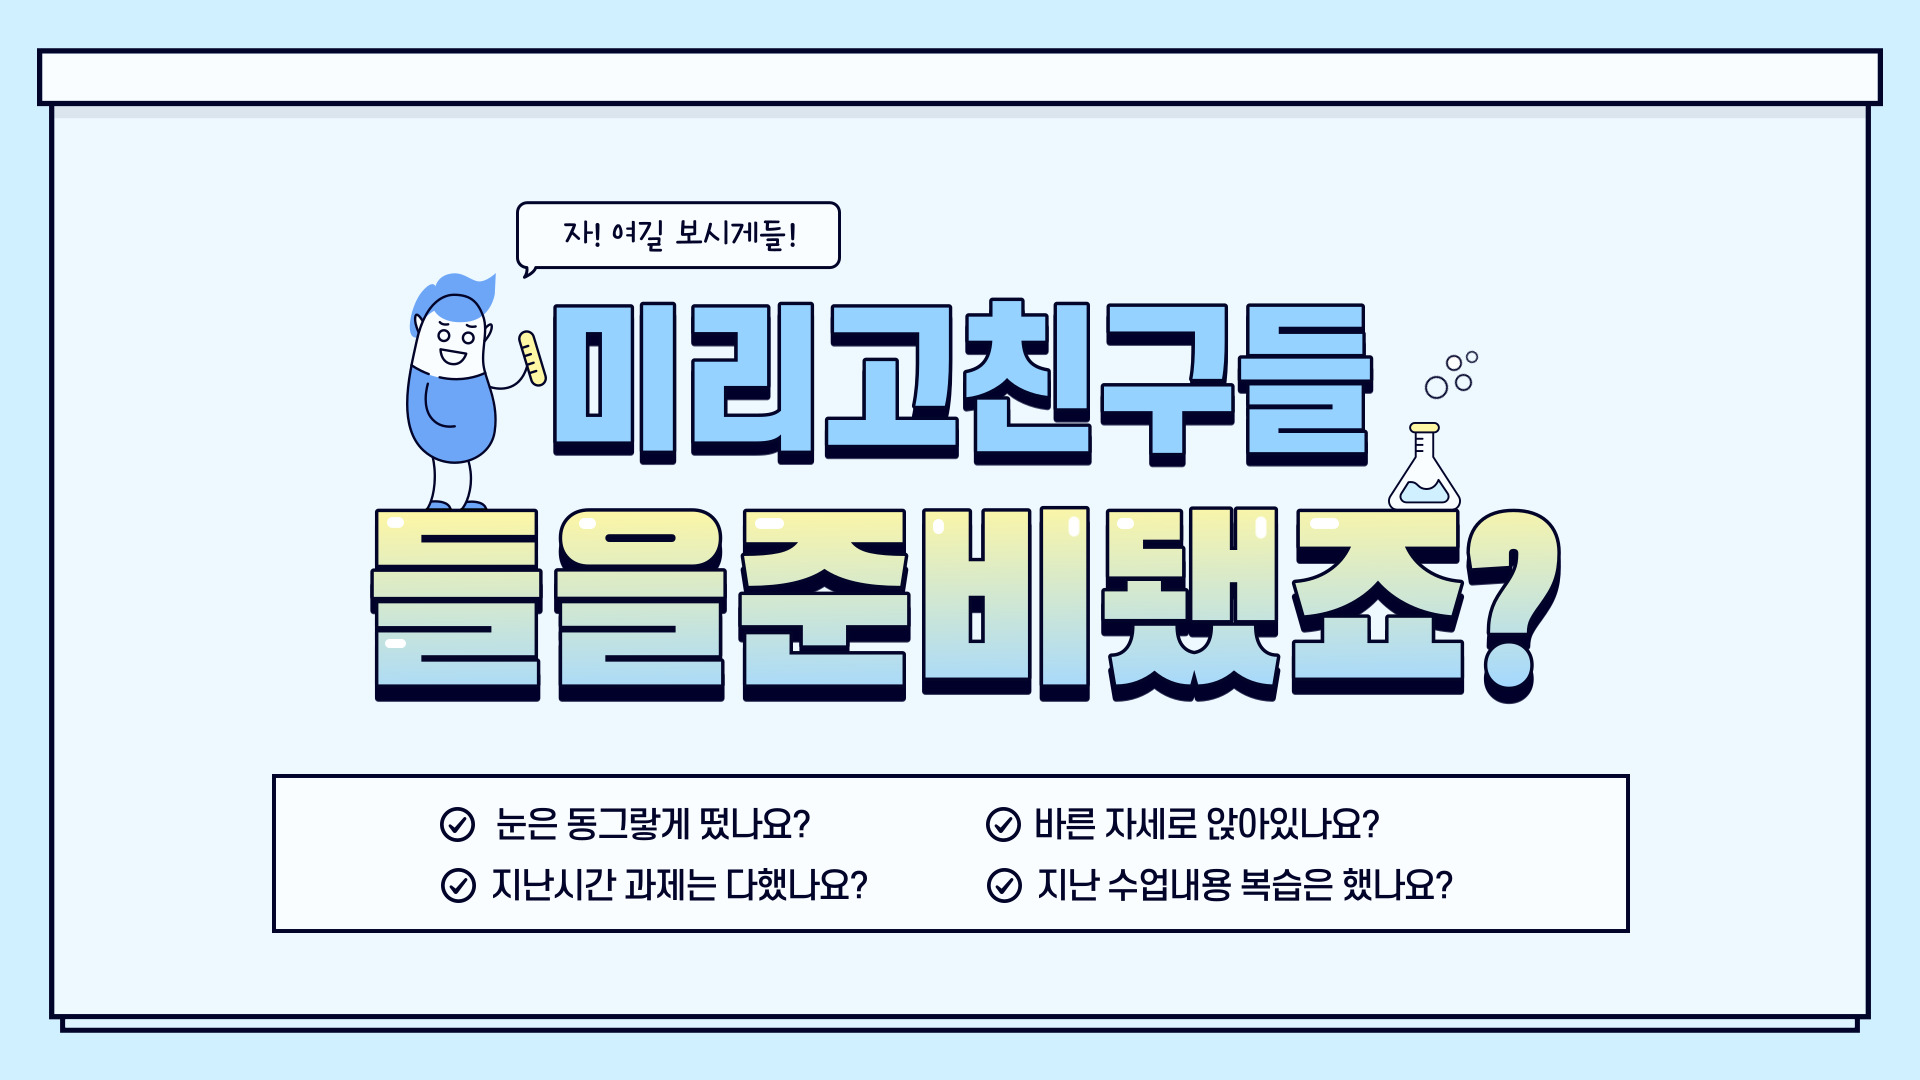 자! 여길 보시게들!
미리고친구들
들을준비됐죠?
눈은 동그랗게 떴나요?
바른 자세로 앉아있나요?
지난시간 과제는 다했나요?
지난 수업내용 복습은 했나요?